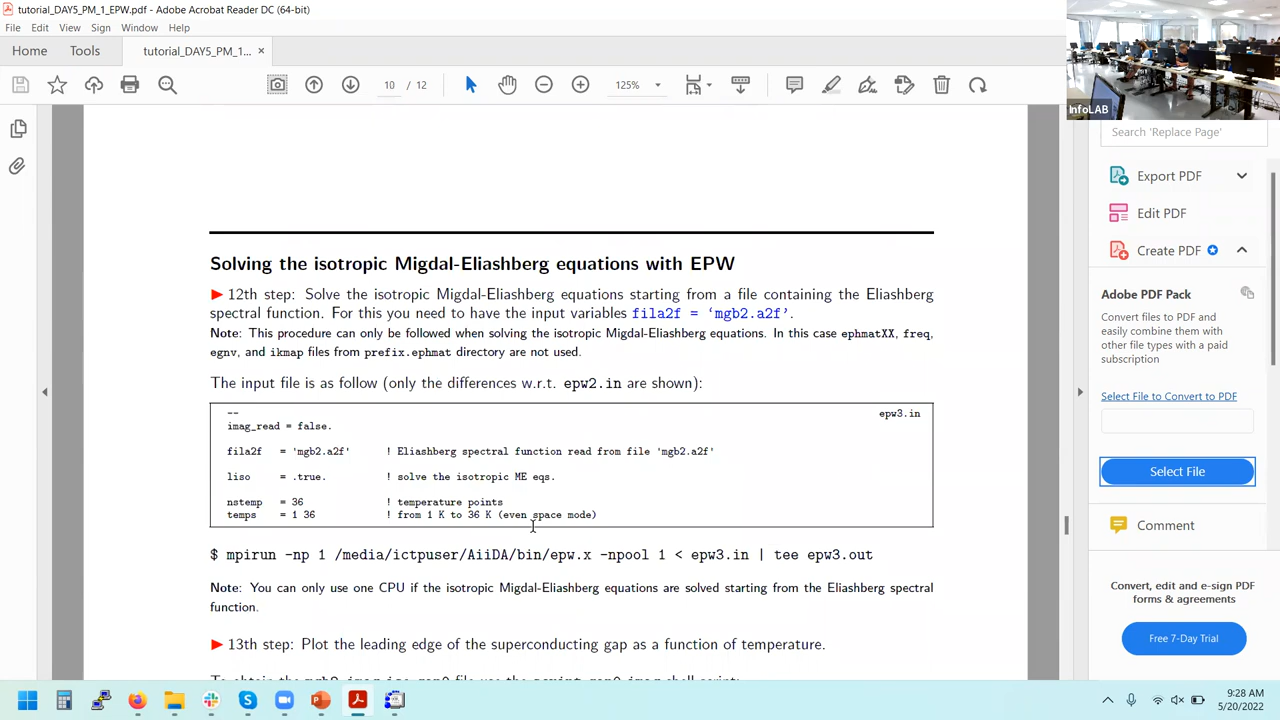 tutorial_DAY5_PM_1_EPW.pdf - Adobe Acrobat Reader DC (64-bit)
File Edit View Sign Window Help
Home Tools tutorial_DAY5_PM_1... ×
10 / 12 125%
InfoLAB
Search 'Replace Page'
Export PDF
Edit PDF
Create PDF
Adobe PDF Pack
Convert files to PDF and
easily combine them with
other file types with a paid
subscription
Select File to Convert to PDF
Select File
Comment
Convert, edit and e-sign PDF
forms & agreements
Free 7-Day Trial
Solving the isotropic Migdal-Eliashberg equations with EPW
▶ 12th step: Solve the isotropic Migdal-Eliashberg equations starting from a file containing the Eliashberg
spectral function. For this you need to have the input variables fila2f = ‘mgb2.a2f’.
Note: This procedure can only be followed when solving the isotropic Migdal-Eliashberg equations. In this case ephmatXX, freq,
egnv, and ikmap files from prefix.ephmat directory are not used.
The input file is as follow (only the differences w.r.t. epw2.in are shown):
-- epw3.in
imag_read = false.
fila2f = 'mgb2.a2f' ! Eliashberg spectral function read from file 'mgb2.a2f'
liso = .true. ! solve the isotropic ME eqs.
nstemp = 36 ! temperature points
temps = 1 36 ! from 1 K to 36 K (even space mode)
$ mpirun -np 1 /media/ictpuser/AiiDA/bin/epw.x -npool 1 < epw3.in | tee epw3.out
Note: You can only use one CPU if the isotropic Migdal-Eliashberg equations are solved starting from the Eliashberg spectral
function.
▶ 13th step: Plot the leading edge of the superconducting gap as a function of temperature.
9:28 AM
5/20/2022